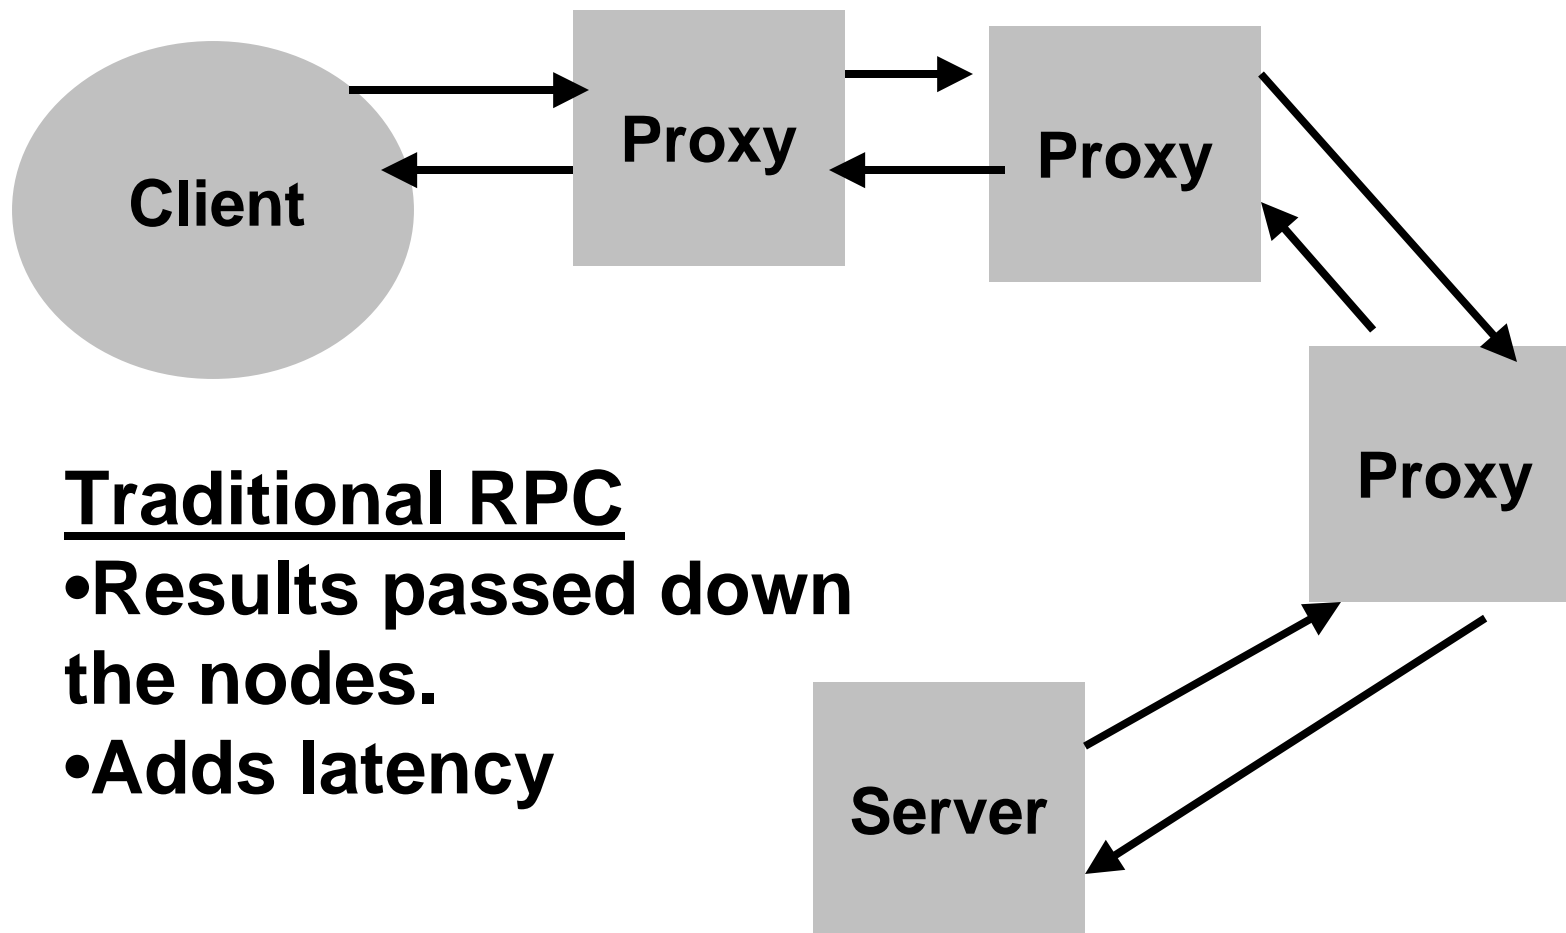 Client
Proxy
Proxy
Proxy
Server
Traditional RPC
•Results passed down
the nodes.
•Adds latency